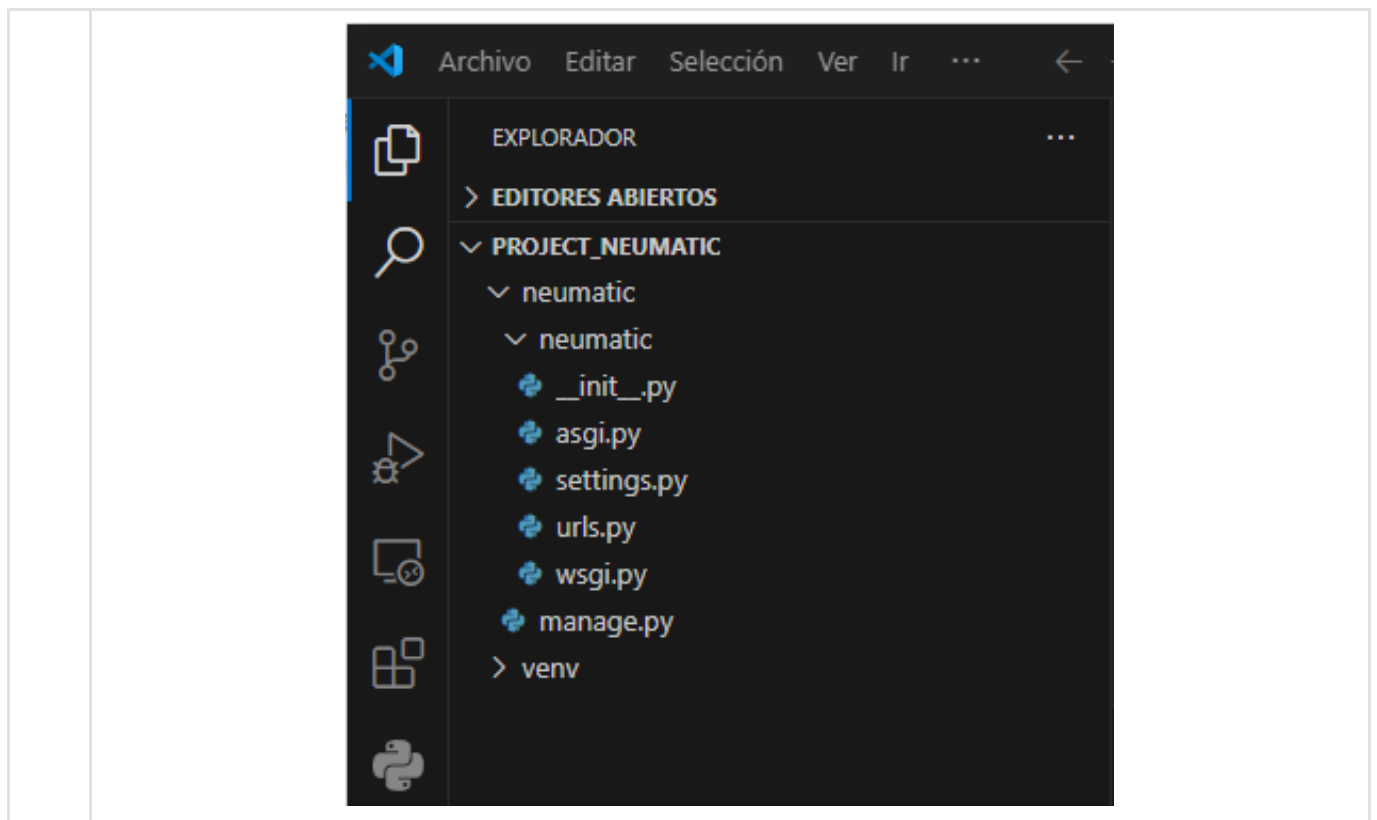 Archivo Editar Selección Ver Ir ···
EXPLORADOR ···
EDITORES ABIERTOS
PROJECT_NEUMATIC
neumatic
neumatic
__init__.py
asgi.py
settings.py
urls.py
wsgi.py
manage.py
venv